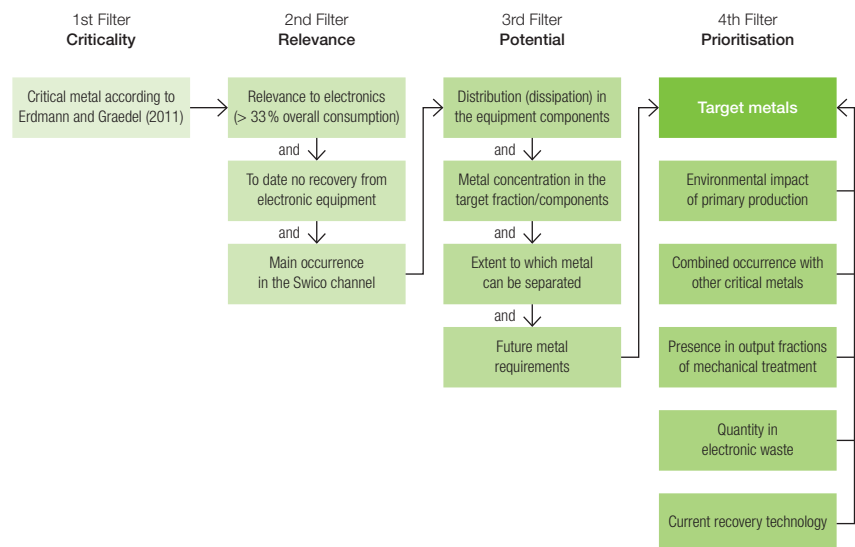 1st Filter
Criticality
2nd Filter
Relevance
3rd Filter
Potential
4th Filter
Prioritisation
Critical metal according to
Erdmann and Graedel (2011)
Relevance to electronics
(> 33 % overall consumption)
and
To date no recovery from
electronic equipment
and
Main occurrence
in the Swico channel
Distribution (dissipation) in
the equipment components
and
Metal concentration in the
target fraction/components
and
Extent to which metal
can be separated
and
Future metal
requirements
Target metals
Environmental impact
of primary production
Combined occurrence with
other critical metals
Presence in output fractions
of mechanical treatment
Quantity in
electronic waste
Current recovery technology